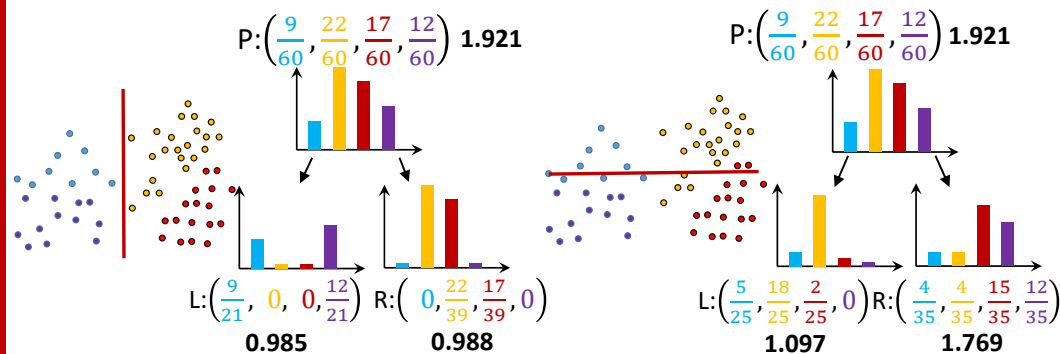 P:(9/60, 22/60, 17/60, 12/60) 1.921
L:(9/21, 0, 0, 12/21) R:( 0, 22/39, 17/39, 0)
0.985 0.988
P:(9/60, 22/60, 17/60, 12/60) 1.921
L:(5/25, 18/25, 2/25, 0) R:(4/35, 4/35, 15/35, 12/35)
1.097 1.769